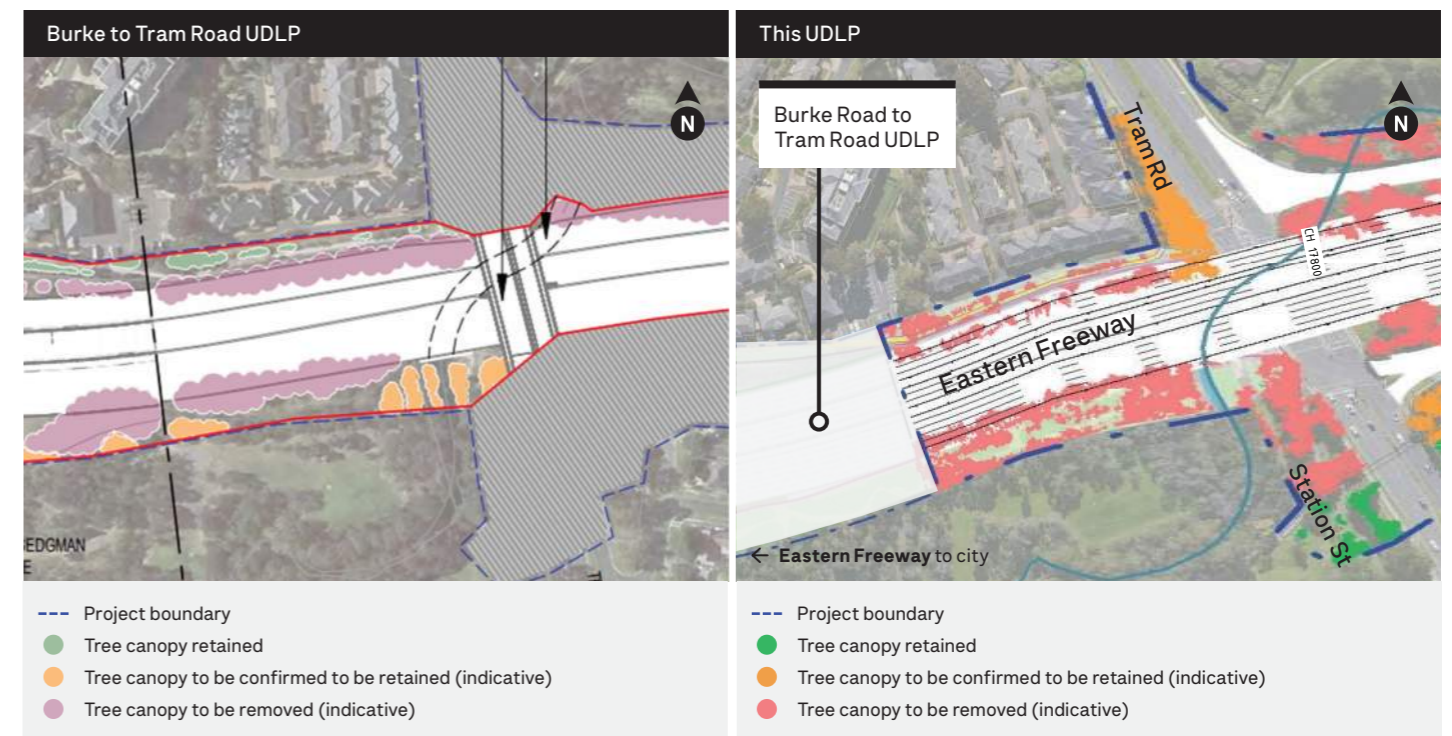 Burke to Tram Road UDLP
N
EDGMAN
E
Project boundary
Tree canopy retained
Tree canopy to be confirmed to be retained (indicative)
Tree canopy to be removed (indicative)
This UDLP
Burke Road to
Tram Road UDLP
Tram Rd
N
CH 17800
Eastern Freeway
Station St
← Eastern Freeway to city
Project boundary
Tree canopy retained
Tree canopy to be confirmed to be retained (indicative)
Tree canopy to be removed (indicative)